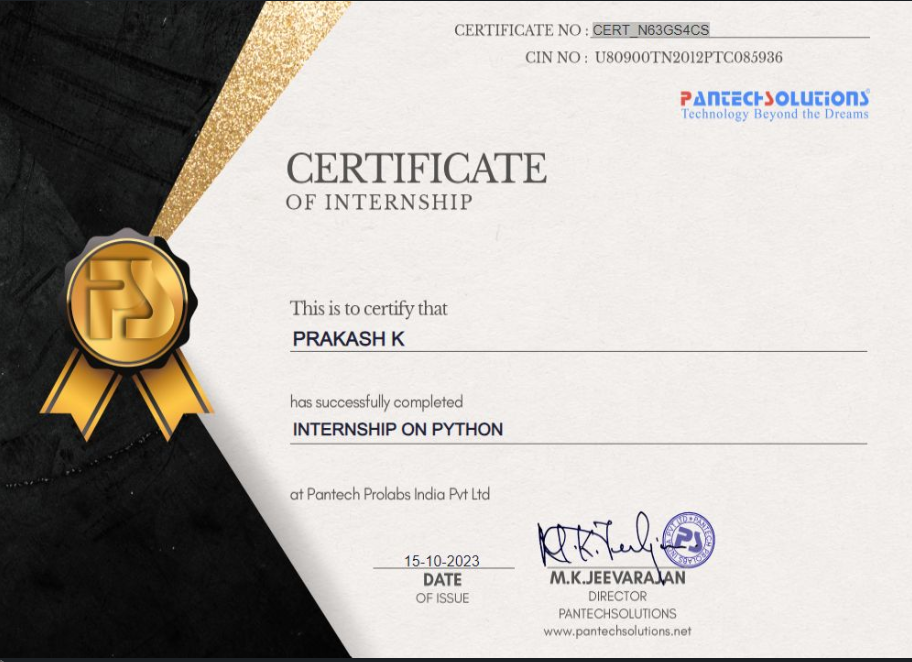 CERTIFICATE NO : CERT_N63GS4CS
CIN NO : U80900TN2012PTC085936
PANTECHSOLUTIONS
Technology Beyond the Dreams
CERTIFICATE
OF INTERNSHIP
PS
This is to certify that
PRAKASH K
has successfully completed
INTERNSHIP ON PYTHON
at Pantech Prolabs India Pvt Ltd
15-10-2023
DATE
OF ISSUE
M.K.JEEVARAJAN
DIRECTOR
PANTECHSOLUTIONS
www.pantechsolutions.net